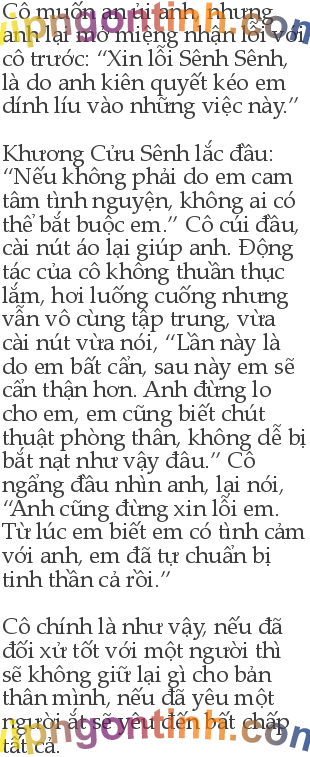 Cô muốn an ủi anh, nhưng
anh lại mở miệng nhận lỗi với
cô trước: “Xin lỗi Sênh Sênh,
là do anh kiên quyết kéo em
dính líu vào những việc này.”

Khương Cửu Sênh lắc đầu:
“Nếu không phải do em cam
tâm tình nguyện, không ai có
thể bắt buộc em.” Cô cúi đầu,
cài nút áo lại giúp anh. Động
tác của cô không thuần thục
lắm, hơi luống cuống nhưng
vẫn vô cùng tập trung, vừa
cài nút vừa nói, “Lần này là
do em bất cẩn, sau này em sẽ
cẩn thận hơn. Anh đừng lo
cho em, em cũng biết chút
thuật phòng thân, không dễ bị
bắt nạt như vậy đâu.” Cô
ngẩng đầu nhìn anh, lại nói,
“Anh cũng đừng xin lỗi em.
Từ lúc em biết em có tình cảm
với anh, em đã tự chuẩn bị
tinh thần cả rồi.”

Cô chính là như vậy, nếu đã
đối xử tốt với một người thì
sẽ không giữ lại gì cho bản
thân mình, nếu đã yêu một
người ắt sẽ yêu đến bất chấp
tất cả.
vipngontinh.com
vipngontinh.com